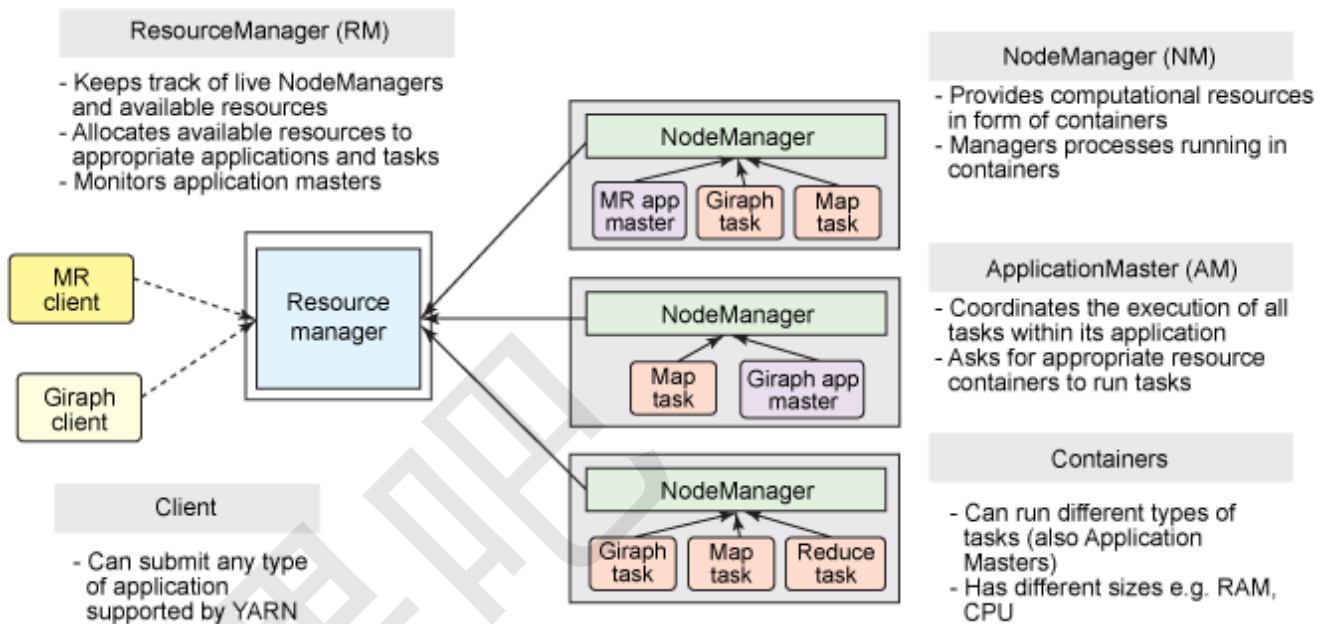 ResourceManager (RM)
- Keeps track of live NodeManagers
and available resources
- Allocates available resources to
appropriate applications and tasks
- Monitors application masters
MR
client
Giraph
client
Client
- Can submit any type
of application
supported by YARN
Resource
manager
NodeManager
MR app
master
Giraph
task
Map
task
NodeManager
Map
task
Giraph app
master
NodeManager
Giraph
task
Map
task
Reduce
task
NodeManager (NM)
- Provides computational resources
in form of containers
- Managers processes running in
containers
ApplicationMaster (AM)
- Coordinates the execution of all
tasks within its application
- Asks for appropriate resource
containers to run tasks
Containers
- Can run different types of
tasks (also Application
Masters)
- Has different sizes e.g. RAM,
CPU